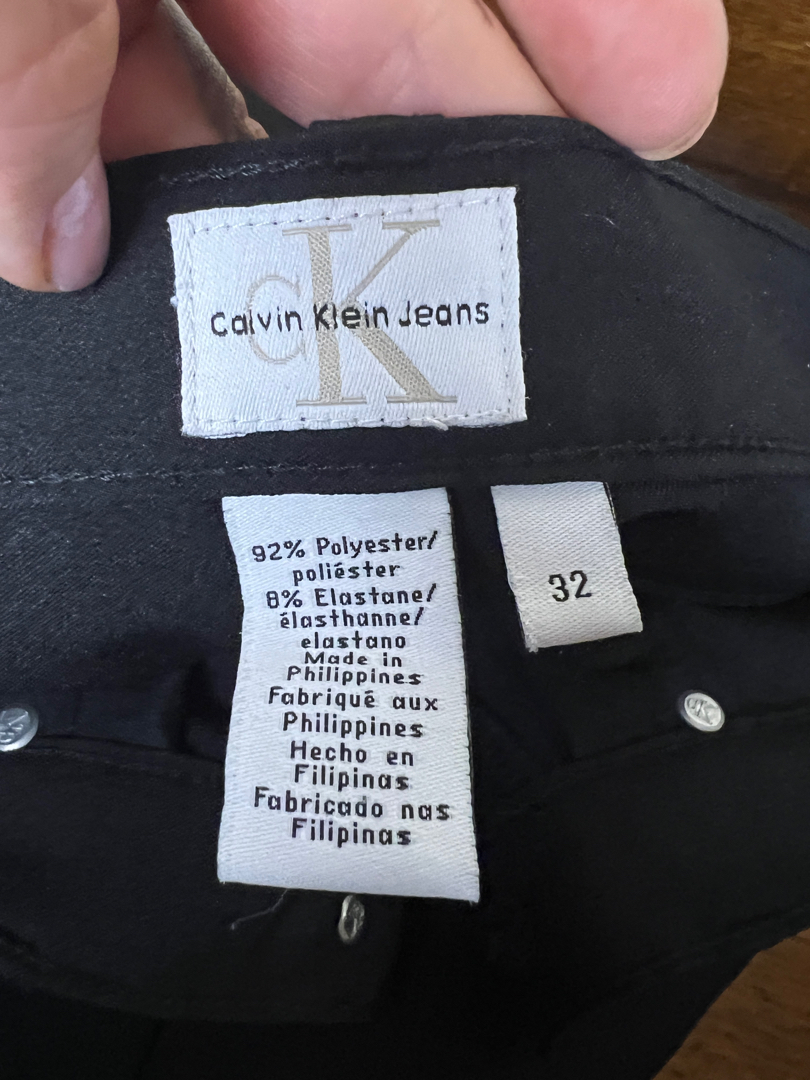 cK
Calvin Klein Jeans
92% Polyester/
poliéster
8% Elastane/
élasthanne/
elastano
Made in
Philippines
Fabriqué aux
Philippines
Hecho en
Filipinas
Fabricado nas
Filipinas
32
cK